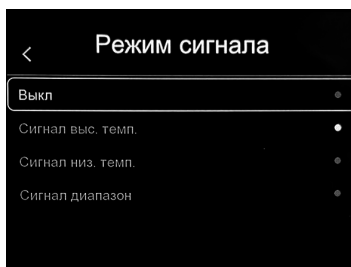 Режим сигнала
Выкл
Сигнал выс. темп.
Сигнал низ. темп.
Сигнал диапазон